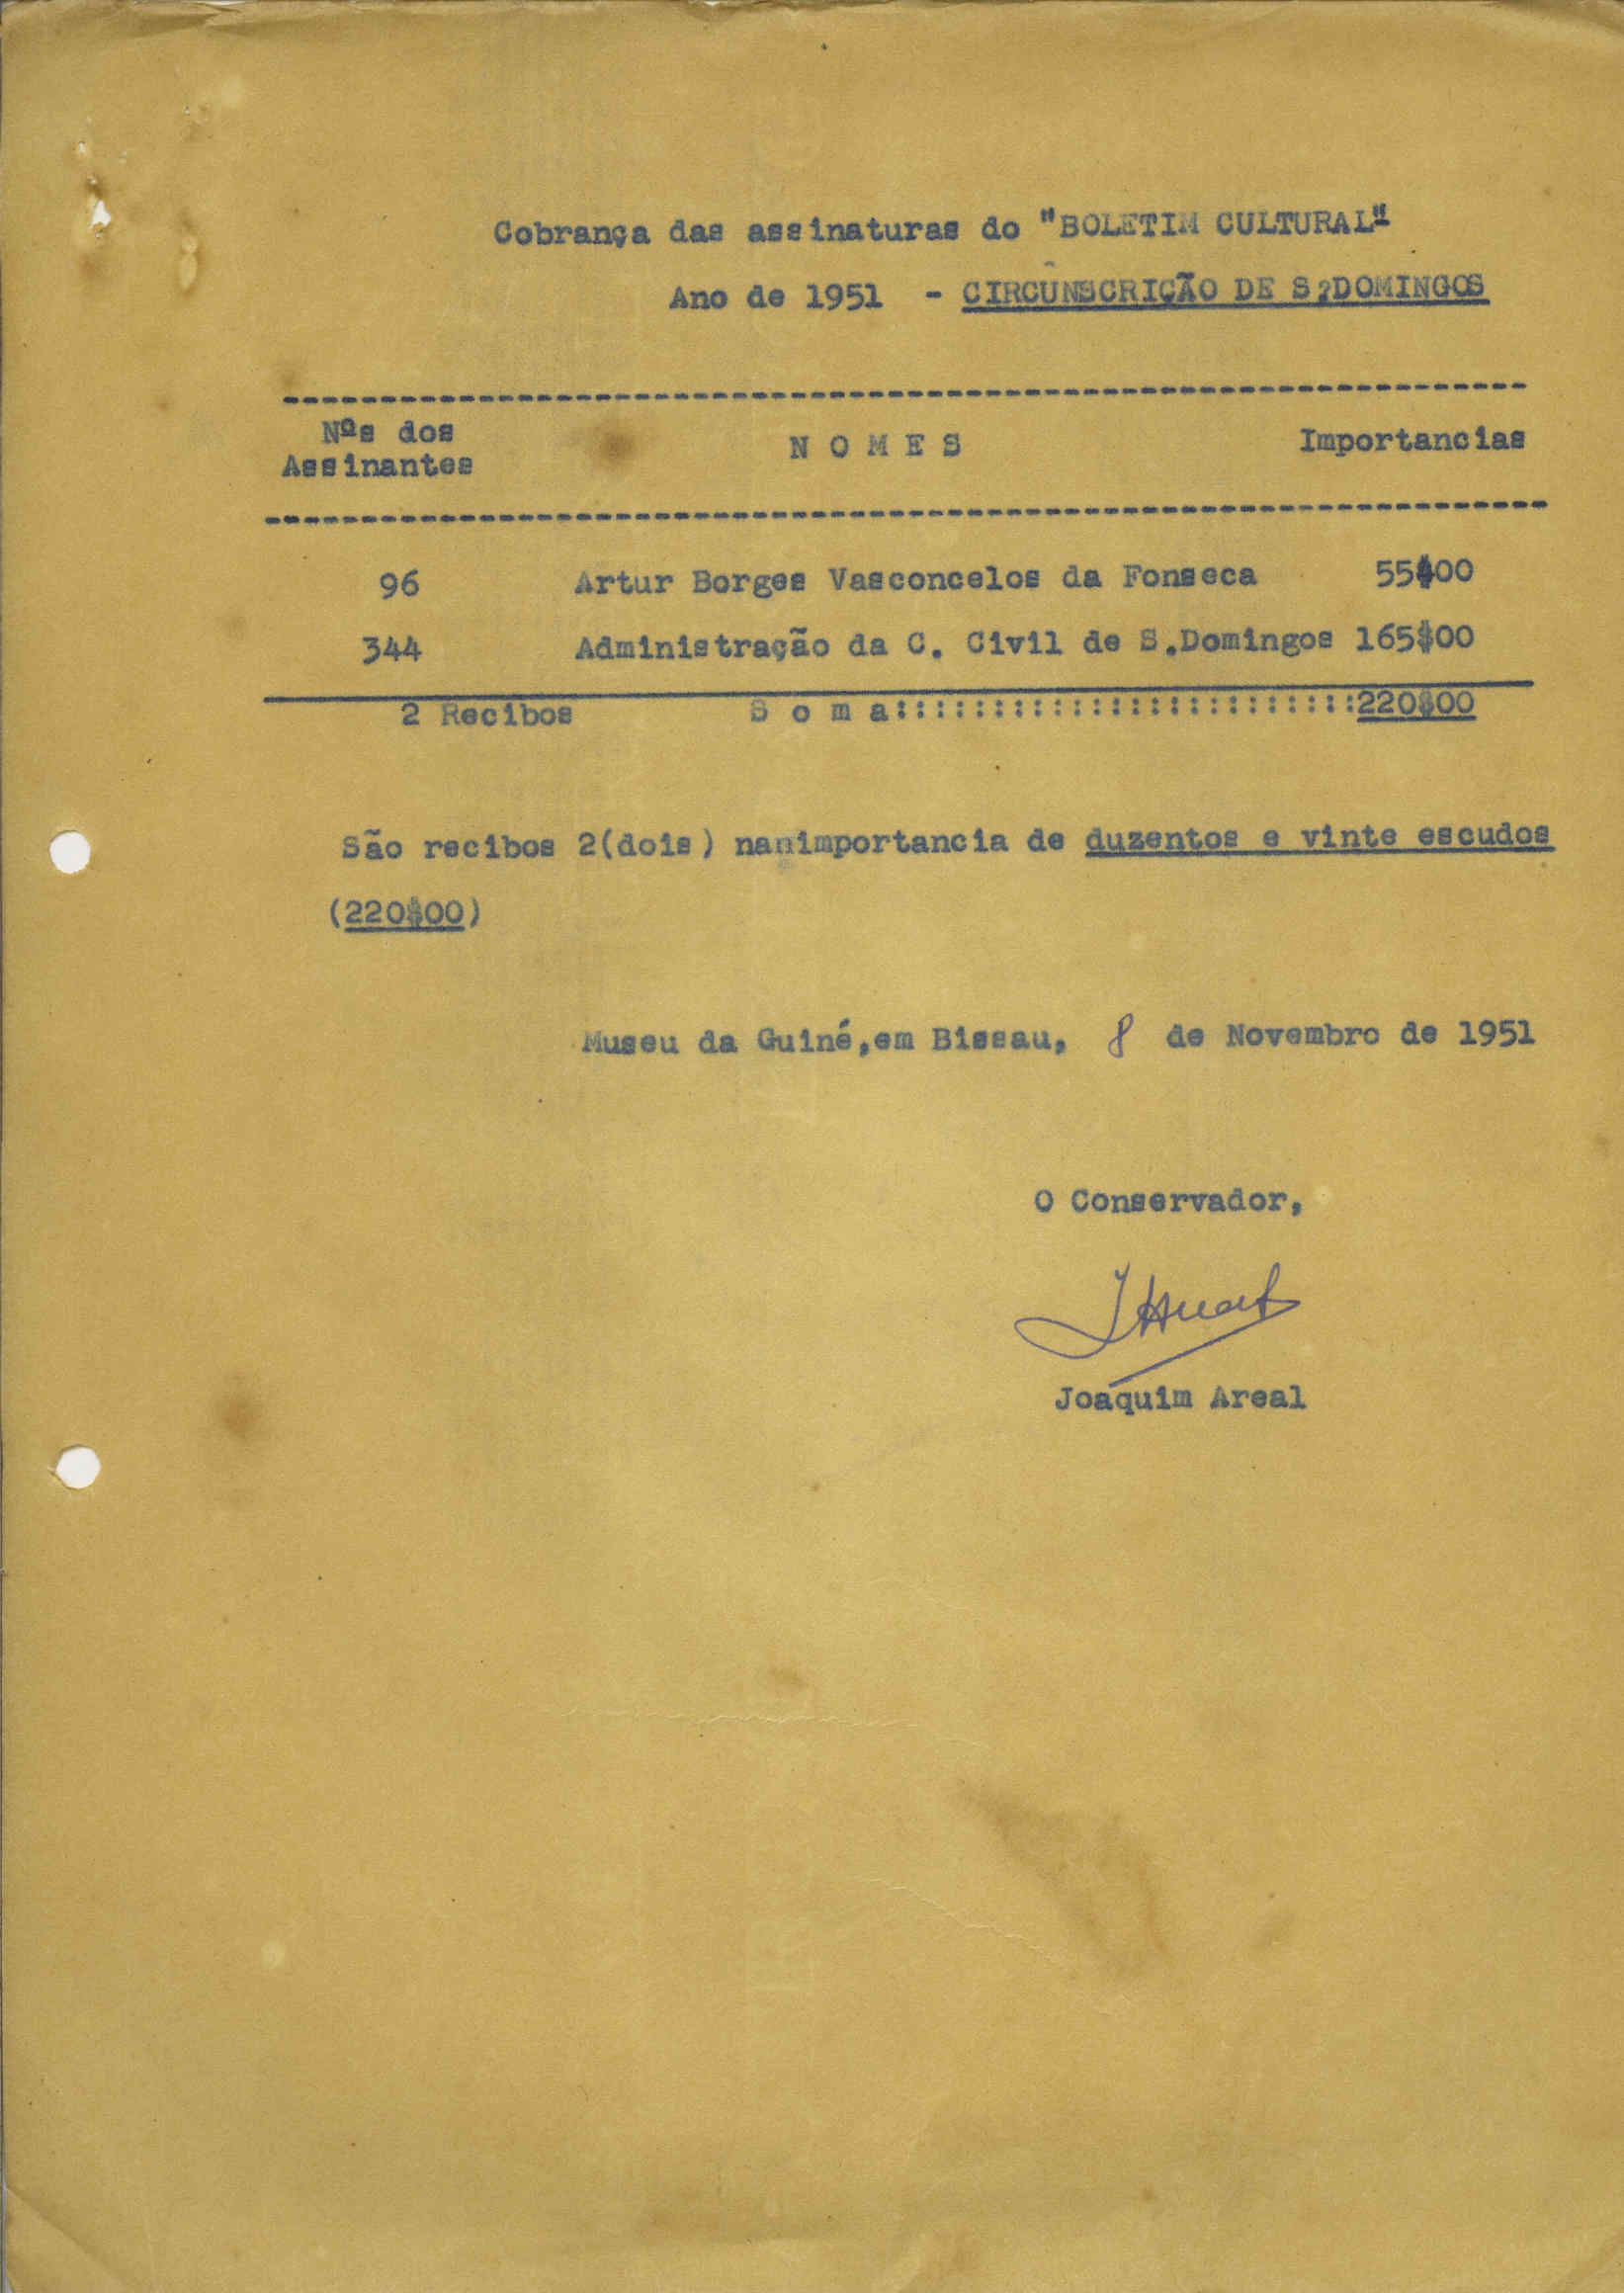 Cobrança das assinaturas do "BOLETIM CULTURAL"
Ano de 1951 - CIRCUNSCRIÇÃO DE S,DOMINGOS
Nºs dos
Assinantes
N O M E S
Importancias
96 Artur Borges Vasconcelos da Fonseca 55$00
344 Administração da C. Civil de S.Domingos 165$00
2 Recibos S o m a::::::::::::::::::::::::220$00
São recibos 2(dois) nanimportancia de duzentos e vinte escudos
(220$00)
Museu da Guiné,em Bissau, 8 de Novembro de 1951
O Conservador,
JAreal
Joaquim Areal